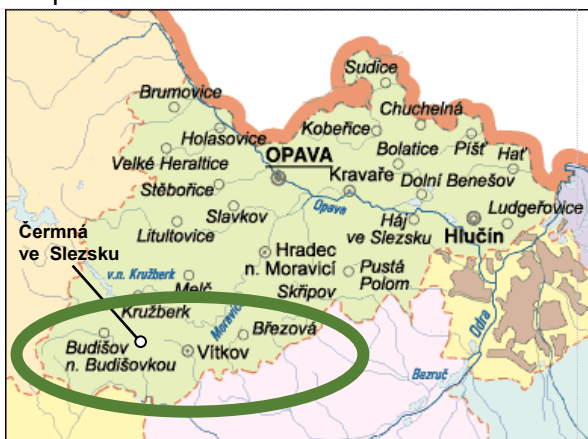 Sudice
Brumovice
Chuchelná
Kobeřice
Holasovice
Píšť
Hať
OPAVA
Bolatice
Velké Heraltice
Kravaře
Stěbořice
Dolní Benešov
Opava
Slavkov
Ludgeřovice
Háj
ve Slezsku
Hlučín
Litultovice
Čermná
ve Slezsku
Hradec
n. Moravicí
v.n. Kružberk
Melč
Pustá
Polom
Skřipov
Kružberk
Moravice
Březová
Odra
Budišov
n. Budišovkou
Vítkov
Bezruč